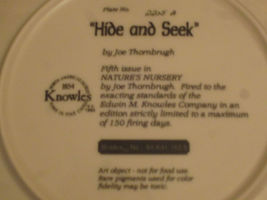 Plate No.
"Hide and Seek"
by Joe Thornbrugh
Fifth issue in
NATURE'S NURSERY
by Joe Thornbrugh. Fired to the
exacting standards of the
Edwin M. Knowles Company in an
edition strictly limited to a maximum
of 150 firing days.
Knowles
Art object - not for food use
Rare pigments used for color
fidelity may be toxic.